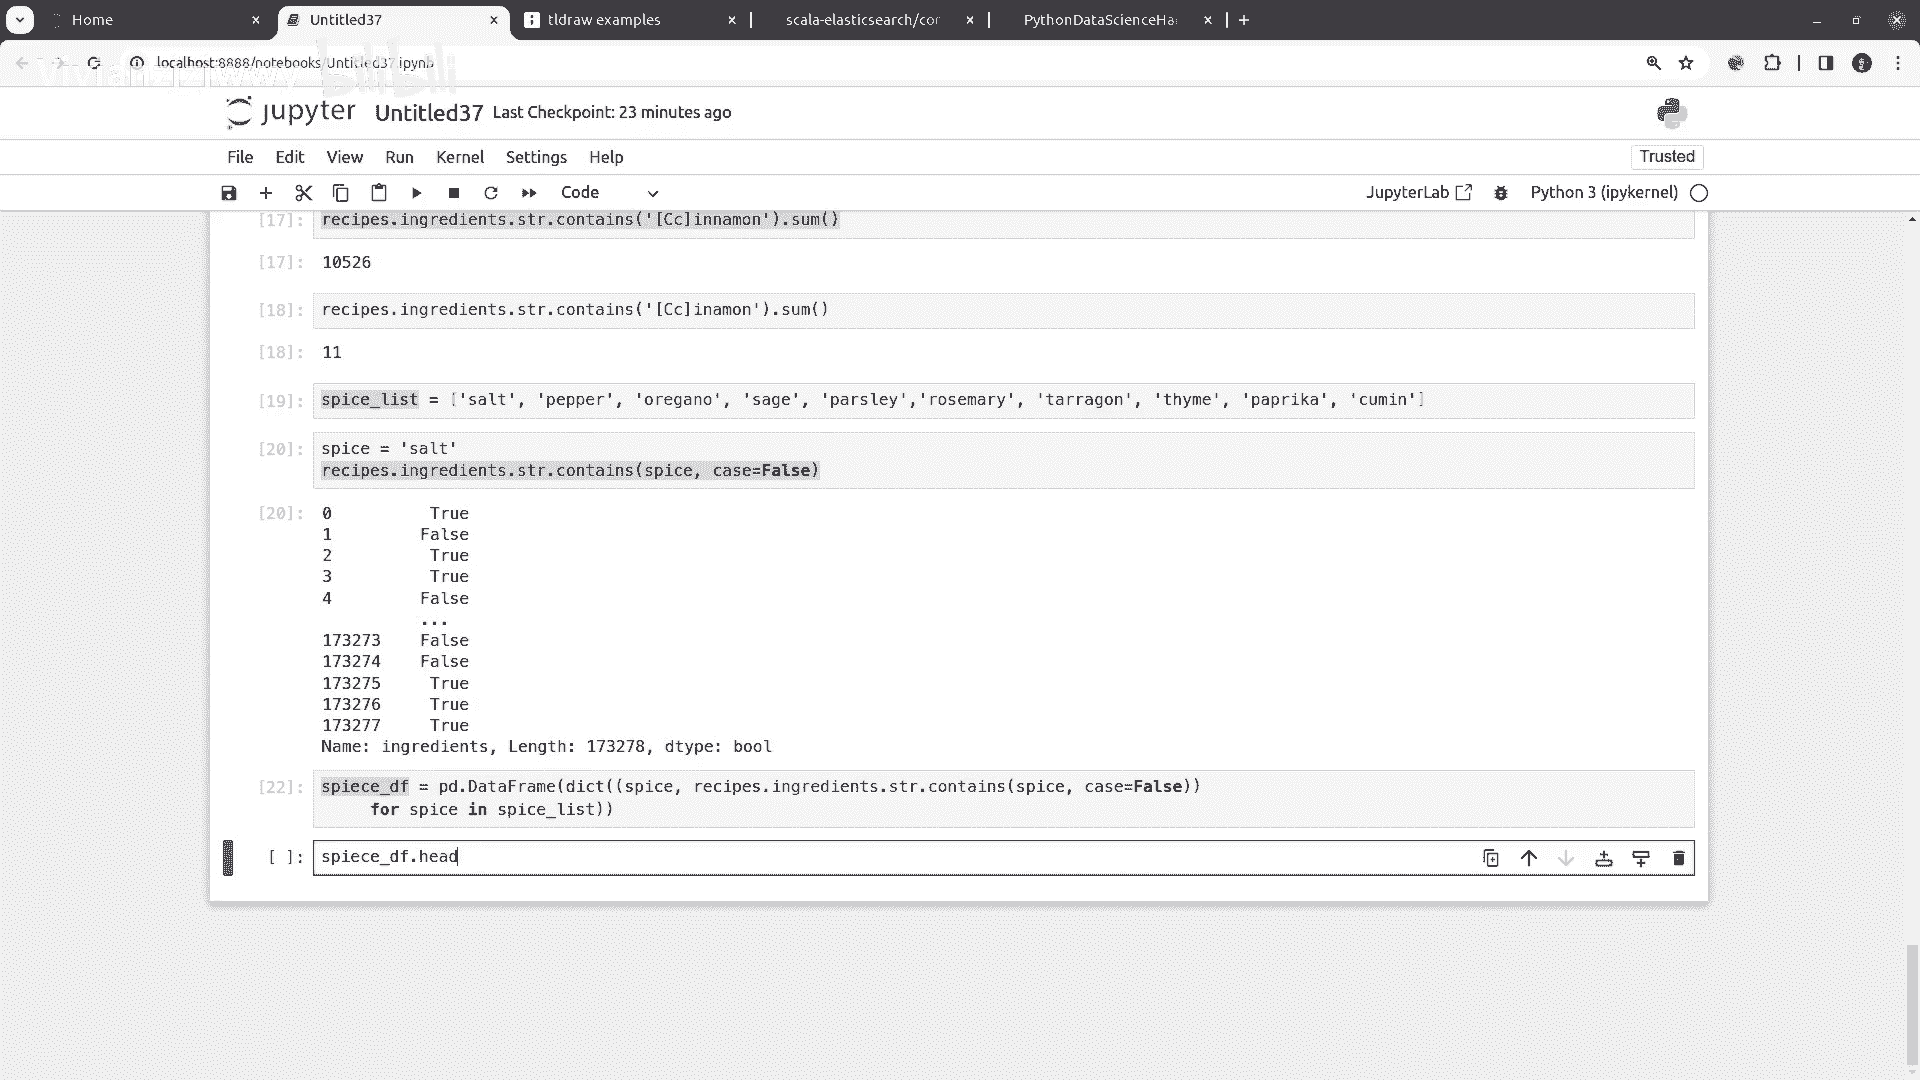 Home
Untitled37
tldraw examples
scala-elasticsearch/cor
PythonDataScienceHa
localhost:8888/notebooks/Untitled37.ipynb
bilibili
jupyter Untitled37 Last Checkpoint: 23 minutes ago
File Edit View Run Kernel Settings Help
Trusted
Code
JupyterLab
Python 3 (ipykernel)
[17]: recipes.ingredients.str.contains('[Cc]innamon').sum()
[17]: 10526
[18]: recipes.ingredients.str.contains('[Cc]inamon').sum()
[18]: 11
[19]: spice_list = ['salt', 'pepper', 'oregano', 'sage', 'parsley','rosemary', 'tarragon', 'thyme', 'paprika', 'cumin']
[20]: spice = 'salt'
recipes.ingredients.str.contains(spice, case=False)
[20]: 0 True
1 False
2 True
3 True
4 False
...
173273 False
173274 False
173275 True
173276 True
173277 True
Name: ingredients, Length: 173278, dtype: bool
[22]: spiece_df = pd.DataFrame(dict((spice, recipes.ingredients.str.contains(spice, case=False))
for spice in spice_list))
[ ]: spiece_df.head